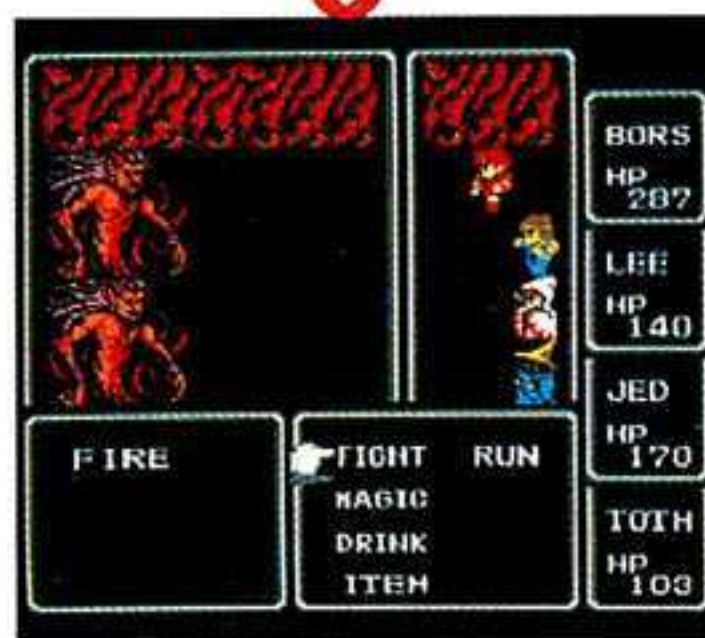 BORS
HP
287
LEE
HP
140
JED
HP
170
TOTH
HP
103
FIRE
FIGHT RUN
MAGIC
DRINK
ITEM